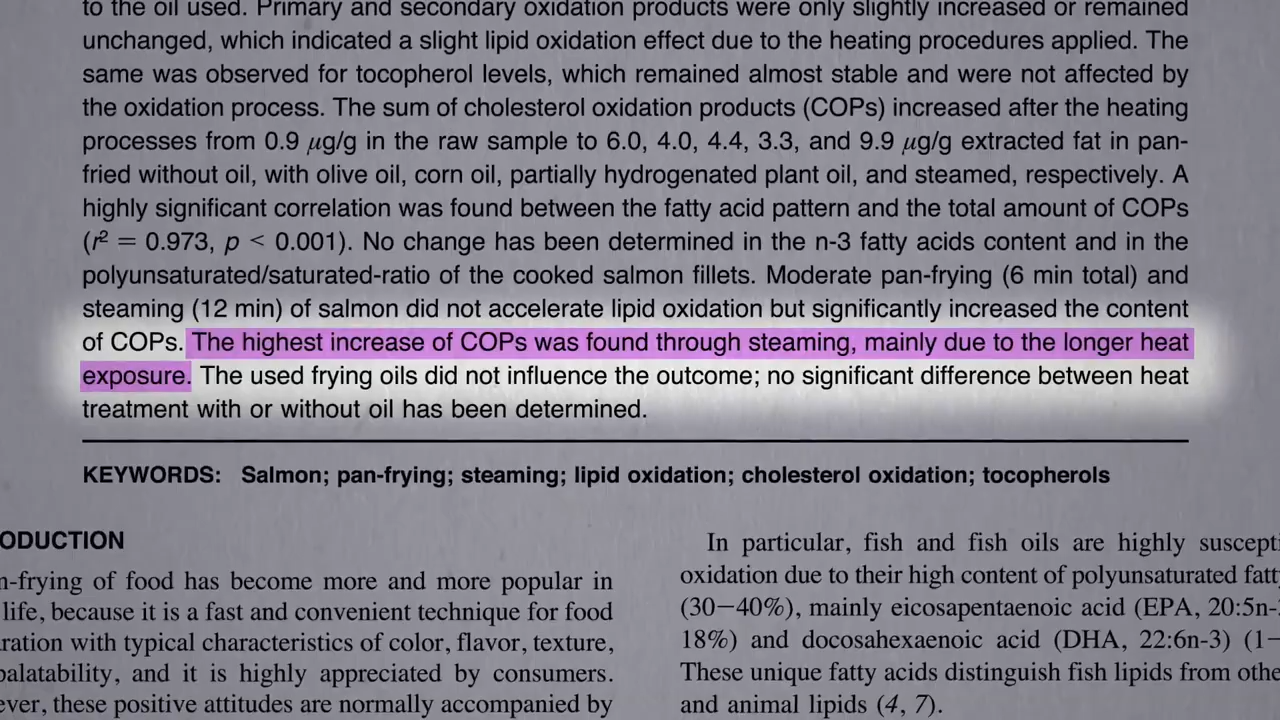 to the oil used. Primary and secondary oxidation products were only slightly increased or remained
unchanged, which indicated a slight lipid oxidation effect due to the heating procedures applied. The
same was observed for tocopherol levels, which remained almost stable and were not affected by
the oxidation process. The sum of cholesterol oxidation products (COPs) increased after the heating
processes from 0.9 μg/g in the raw sample to 6.0, 4.0, 4.4, 3.3, and 9.9 μg/g extracted fat in pan-
fried without oil, with olive oil, corn oil, partially hydrogenated plant oil, and steamed, respectively. A
highly significant correlation was found between the fatty acid pattern and the total amount of COPs
(r² = 0.973, p < 0.001). No change has been determined in the n-3 fatty acids content and in the
polyunsaturated/saturated-ratio of the cooked salmon fillets. Moderate pan-frying (6 min total) and
steaming (12 min) of salmon did not accelerate lipid oxidation but significantly increased the content
of COPs. The highest increase of COPs was found through steaming, mainly due to the longer heat
exposure. The used frying oils did not influence the outcome; no significant difference between heat
treatment with or without oil has been determined.
KEYWORDS: Salmon; pan-frying; steaming; lipid oxidation; cholesterol oxidation; tocopherols
ODUCTION
n-frying of food has become more and more popular in
life, because it is a fast and convenient technique for food
ration with typical characteristics of color, flavor, texture,
palatability, and it is highly appreciated by consumers.
ever, these positive attitudes are normally accompanied by
In particular, fish and fish oils are highly suscepti
oxidation due to their high content of polyunsaturated fatt
(30−40%), mainly eicosapentaenoic acid (EPA, 20:5n-
18%) and docosahexaenoic acid (DHA, 22:6n-3) (1−
These unique fatty acids distinguish fish lipids from othe
and animal lipids (4, 7).